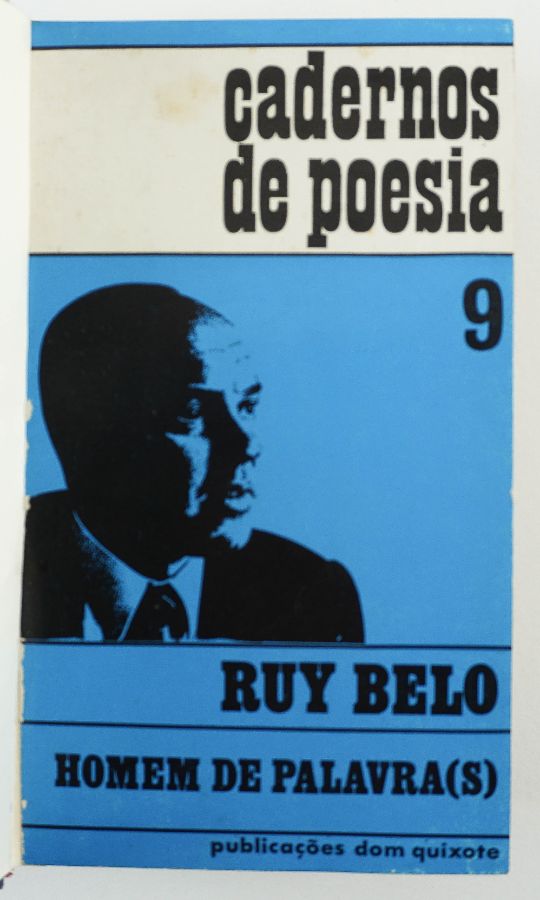 cadernos
de poesia
9
RUY BELO
HOMEM DE PALAVRA(S)
publicações dom quixote